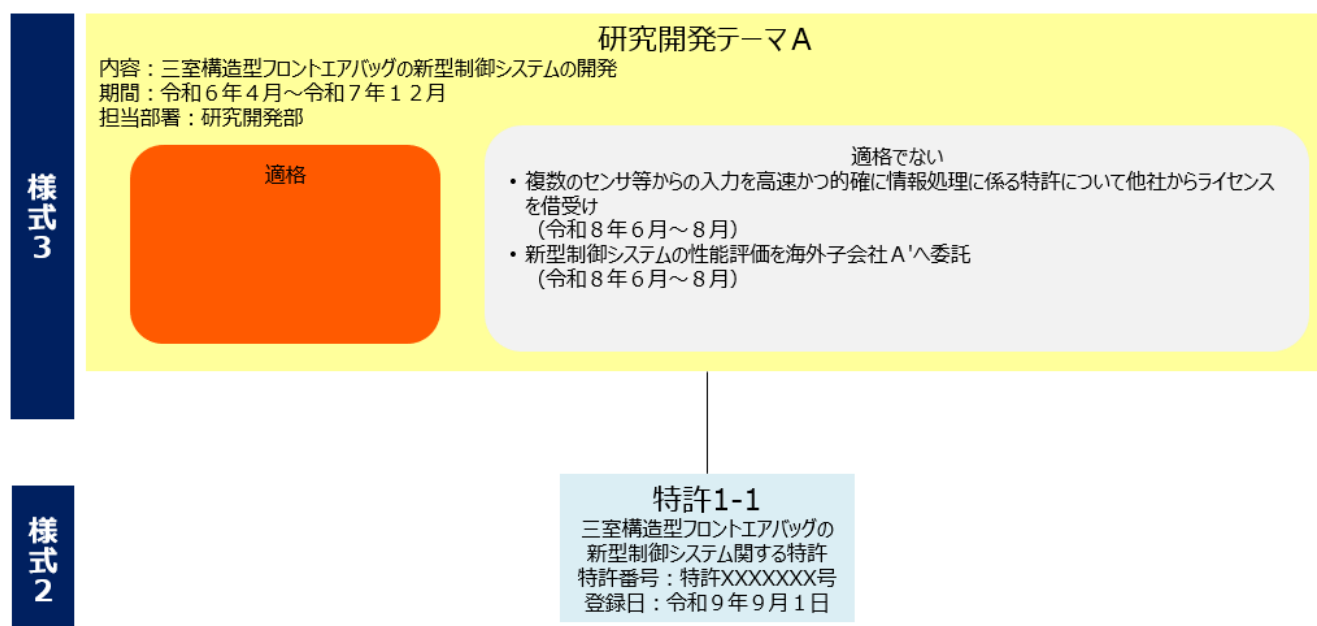 様式3
研究開発テーマA
内容：三室構造型フロントエアバッグの新型制御システムの開発
期間：令和６年４月～令和７年１２月
担当部署：研究開発部
適格
適格でない
・複数のセンサ等からの入力を高速かつ的確に情報処理に係る特許について他社からライセンス
を借受け
（令和８年６月～８月）
・新型制御システムの性能評価を海外子会社A'へ委託
（令和８年６月～８月）
様式2
特許1-1
三室構造型フロントエアバッグの
新型制御システム関する特許
特許番号：特許XXXXXXX号
登録日：令和９年９月１日